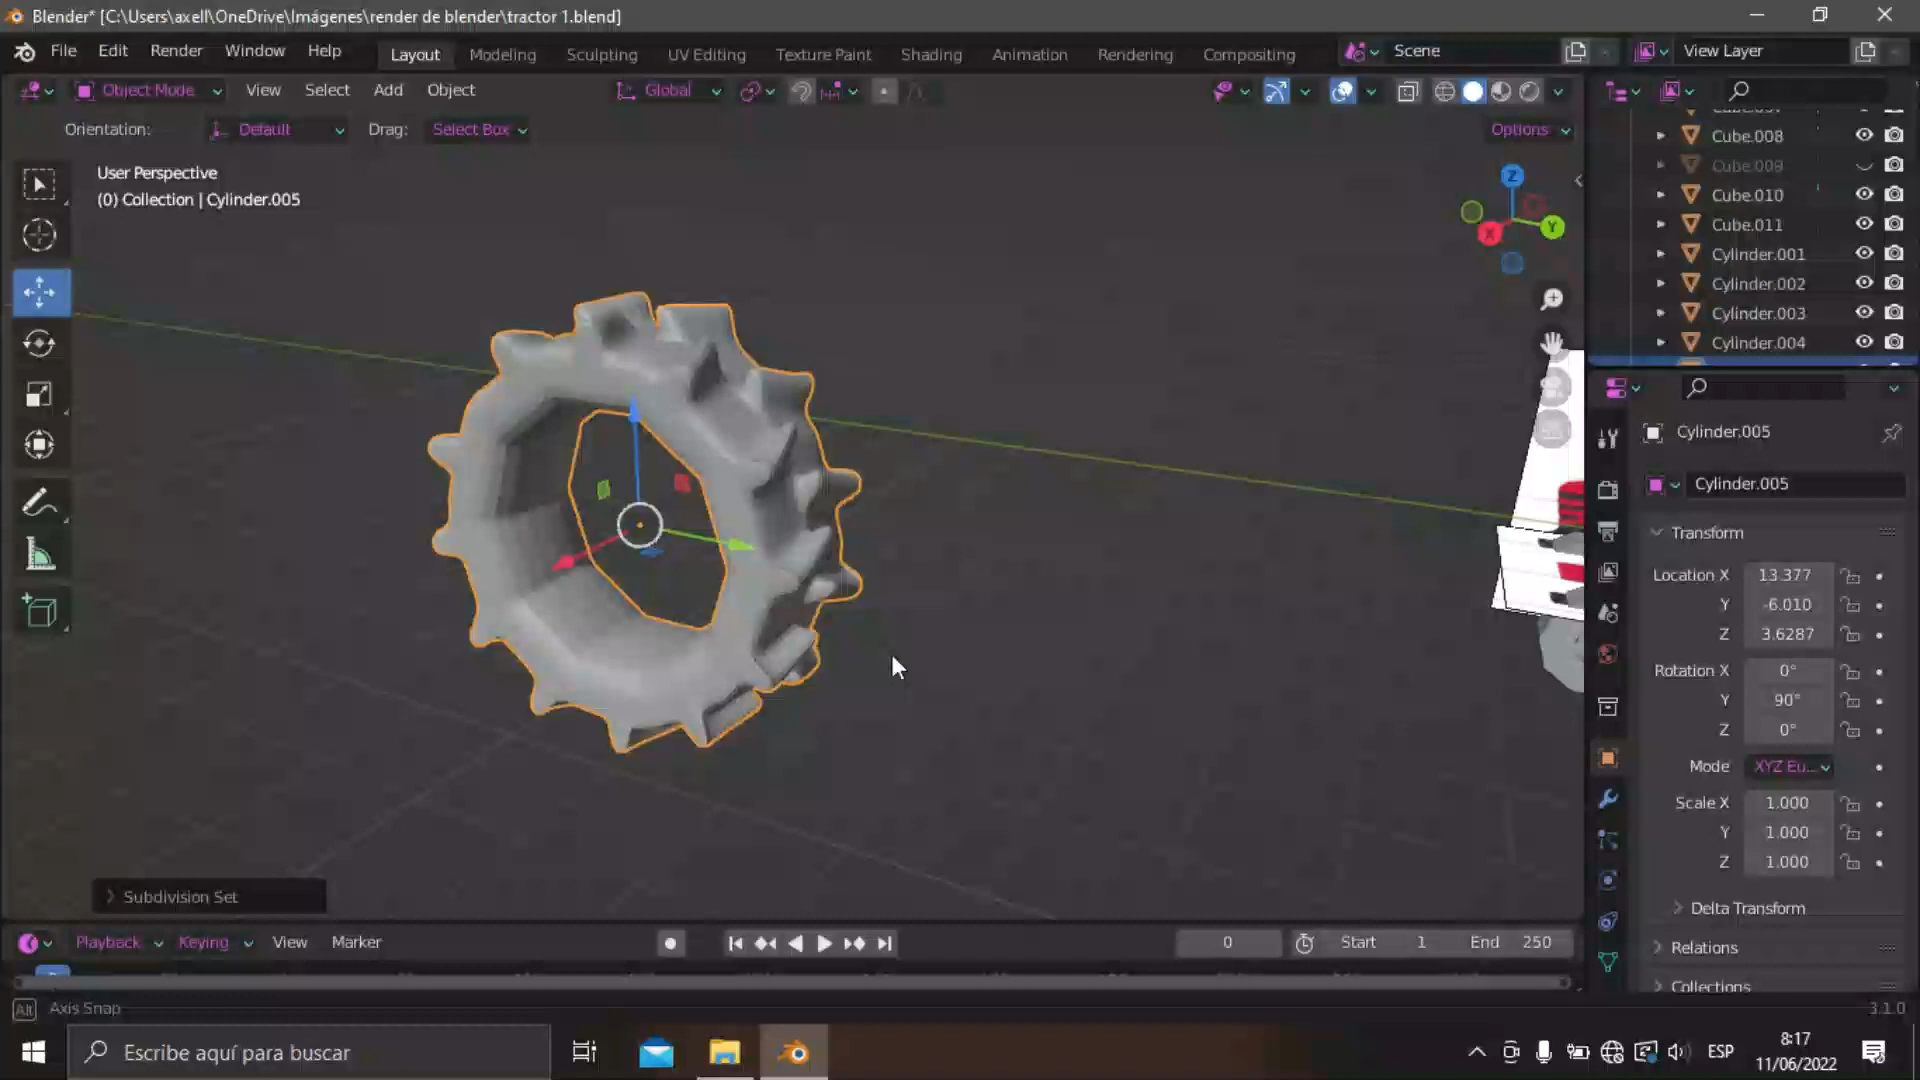 Blender* [C:\Users\axell\OneDrive\Imágenes\render de blender\tractor 1.blend]
File Edit Render Window Help
Layout Modeling Sculpting UV Editing Texture Paint Shading Animation Rendering Compositing
Scene
View Layer
Object Mode View Select Add Object
Global
Orientation: Default Drag: Select Box
Options
User Perspective
(0) Collection | Cylinder.005
Z
Y
X
Cube.008
Cube.009
Cube.010
Cube.011
Cylinder.001
Cylinder.002
Cylinder.003
Cylinder.004
Cylinder.005
Cylinder.005
Transform
Location X 13.377
Y -6.010
Z 3.6287
Rotation X 0°
Y 90°
Z 0°
Mode XYZ Eu...
Scale X 1.000
Y 1.000
Z 1.000
Delta Transform
Relations
Collections
Subdivision Set
Playback Keying View Marker
0
Start 1 End 250
Alt Axis Snap
3.1.0
Escribe aquí para buscar
ESP
8:17
11/06/2022